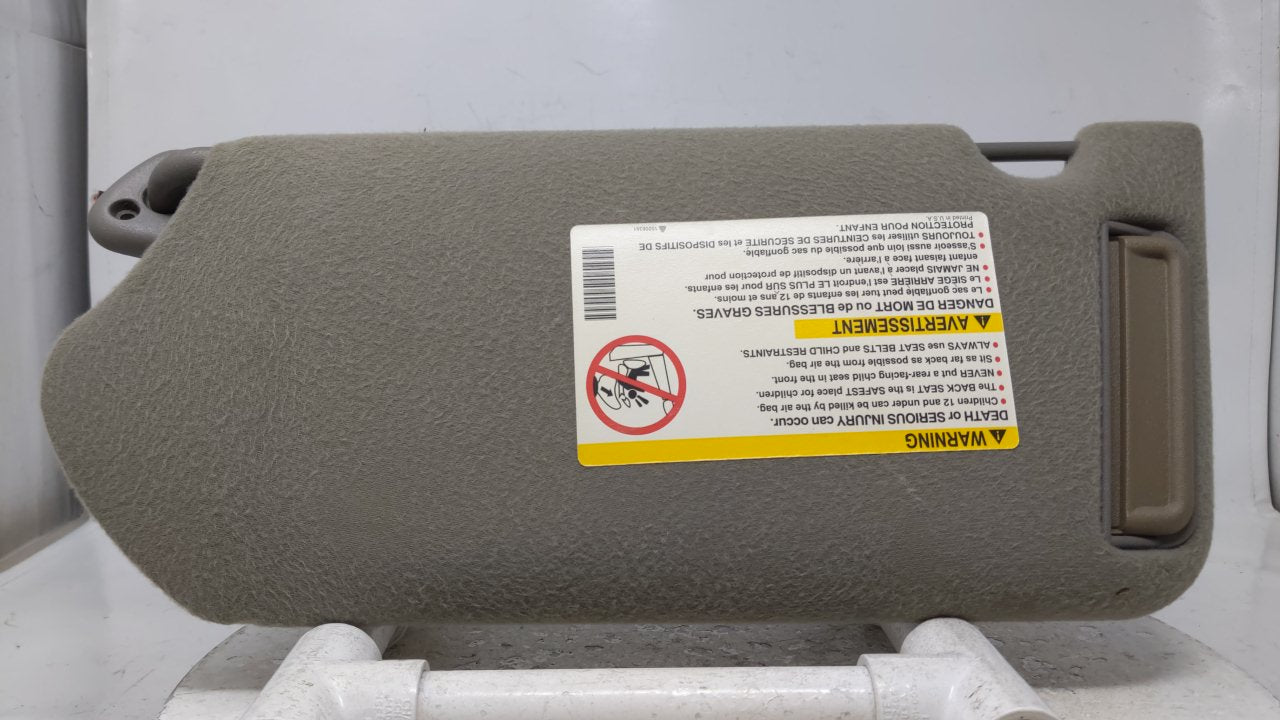 WARNING
DEATH or SERIOUS INJURY can occur.
• Children 12 and under can be killed by the air bag.
• The BACK SEAT is the SAFEST place for children.
• NEVER put a rear-facing child seat in the front.
• Sit as far back as possible from the air bag.
• ALWAYS use SEAT BELTS and CHILD RESTRAINTS.
AVERTISSEMENT
DANGER DE MORT ou de BLESSURES GRAVES.
• Le sac gonflable peut tuer les enfants de 12 ans et moins.
• Le SIÈGE ARRIÈRE est l'endroit LE PLUS SUR pour les enfants.
• NE JAMAIS placer à l'avant un dispositif de protection pour
enfant faisant face à l'arrière.
• S'asseoir aussi loin que possible du sac gonflable.
• TOUJOURS utiliser les CENTURES DE SÉCURITÉ et les DISPOSITIFS DE
PROTECTION POUR ENFANT.
Printed in U.S.A.